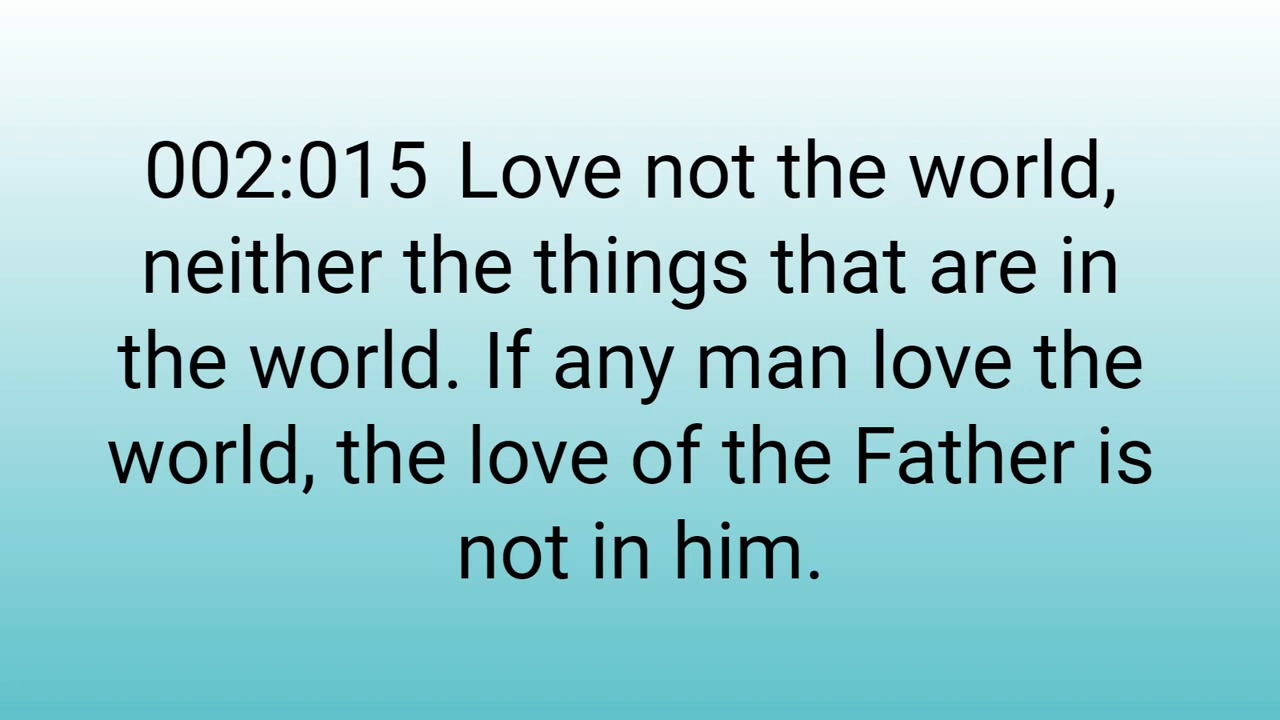 002:015 Love not the world,
neither the things that are in
the world. If any man love the
world, the love of the Father is
not in him.